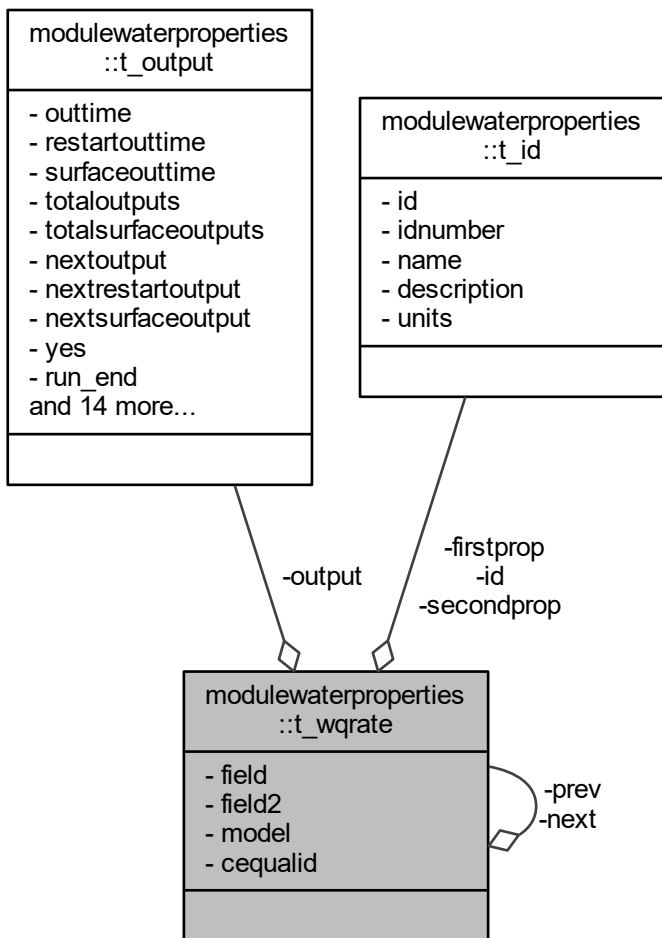 modulewaterproperties
::t_output
- outtime
- restartouttime
- surfaceouttime
- totaloutputs
- totalsurfaceoutputs
- nextoutput
- nextrestartoutput
- nextsurfaceoutput
- yes
- run_end
and 14 more...
modulewaterproperties
::t_id
- id
- idnumber
- name
- description
- units
-output
-firstprop
-id
-secondprop
modulewaterproperties
::t_wqrate
- field
- field2
- model
- cequalid
-prev
-next